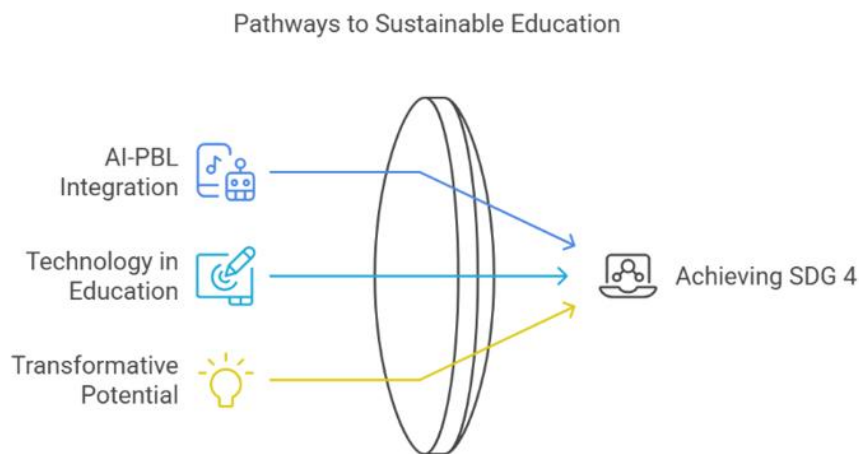 Pathways to Sustainable Education
AI-PBL
Integration
Technology in
Education
Achieving SDG 4
Transformative
Potential